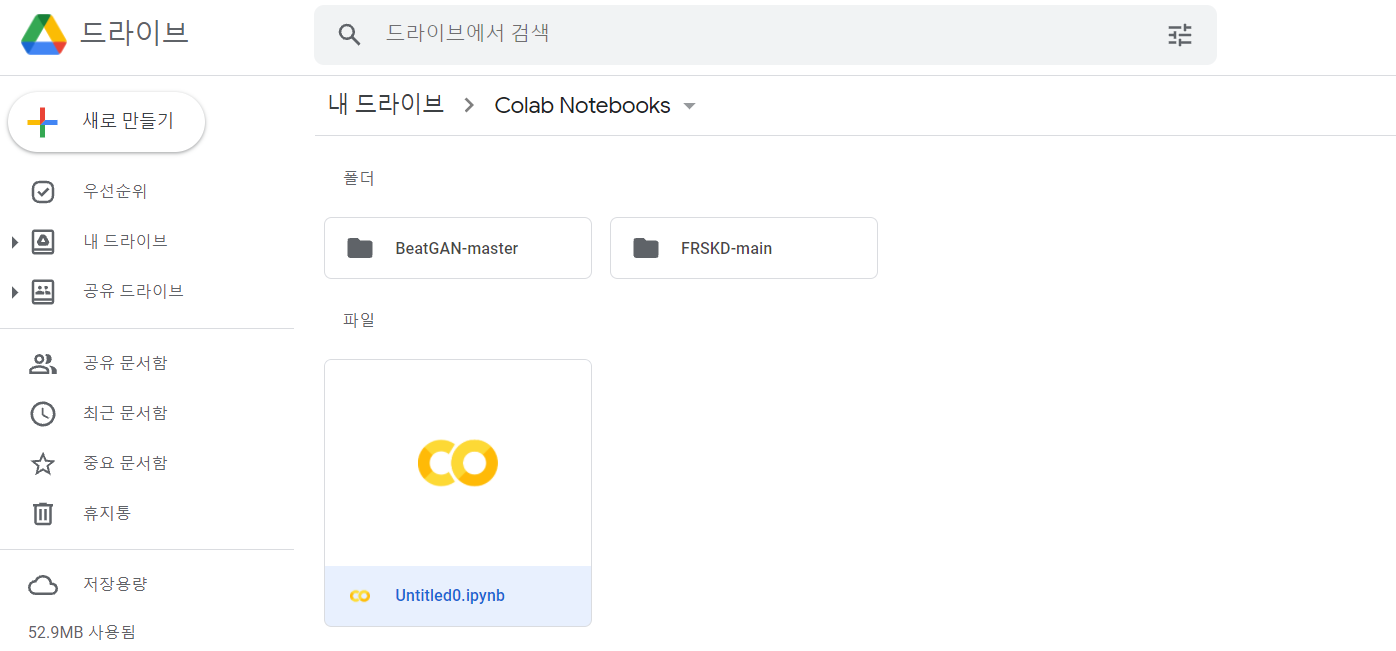 드라이브
드라이브에서 검색
새로 만들기
우선순위
내 드라이브
공유 드라이브
공유 문서함
최근 문서함
중요 문서함
휴지통
저장용량
52.9MB 사용됨
내 드라이브 > Colab Notebooks
폴더
BeatGAN-master
FRSKD-main
파일
Untitled0.ipynb